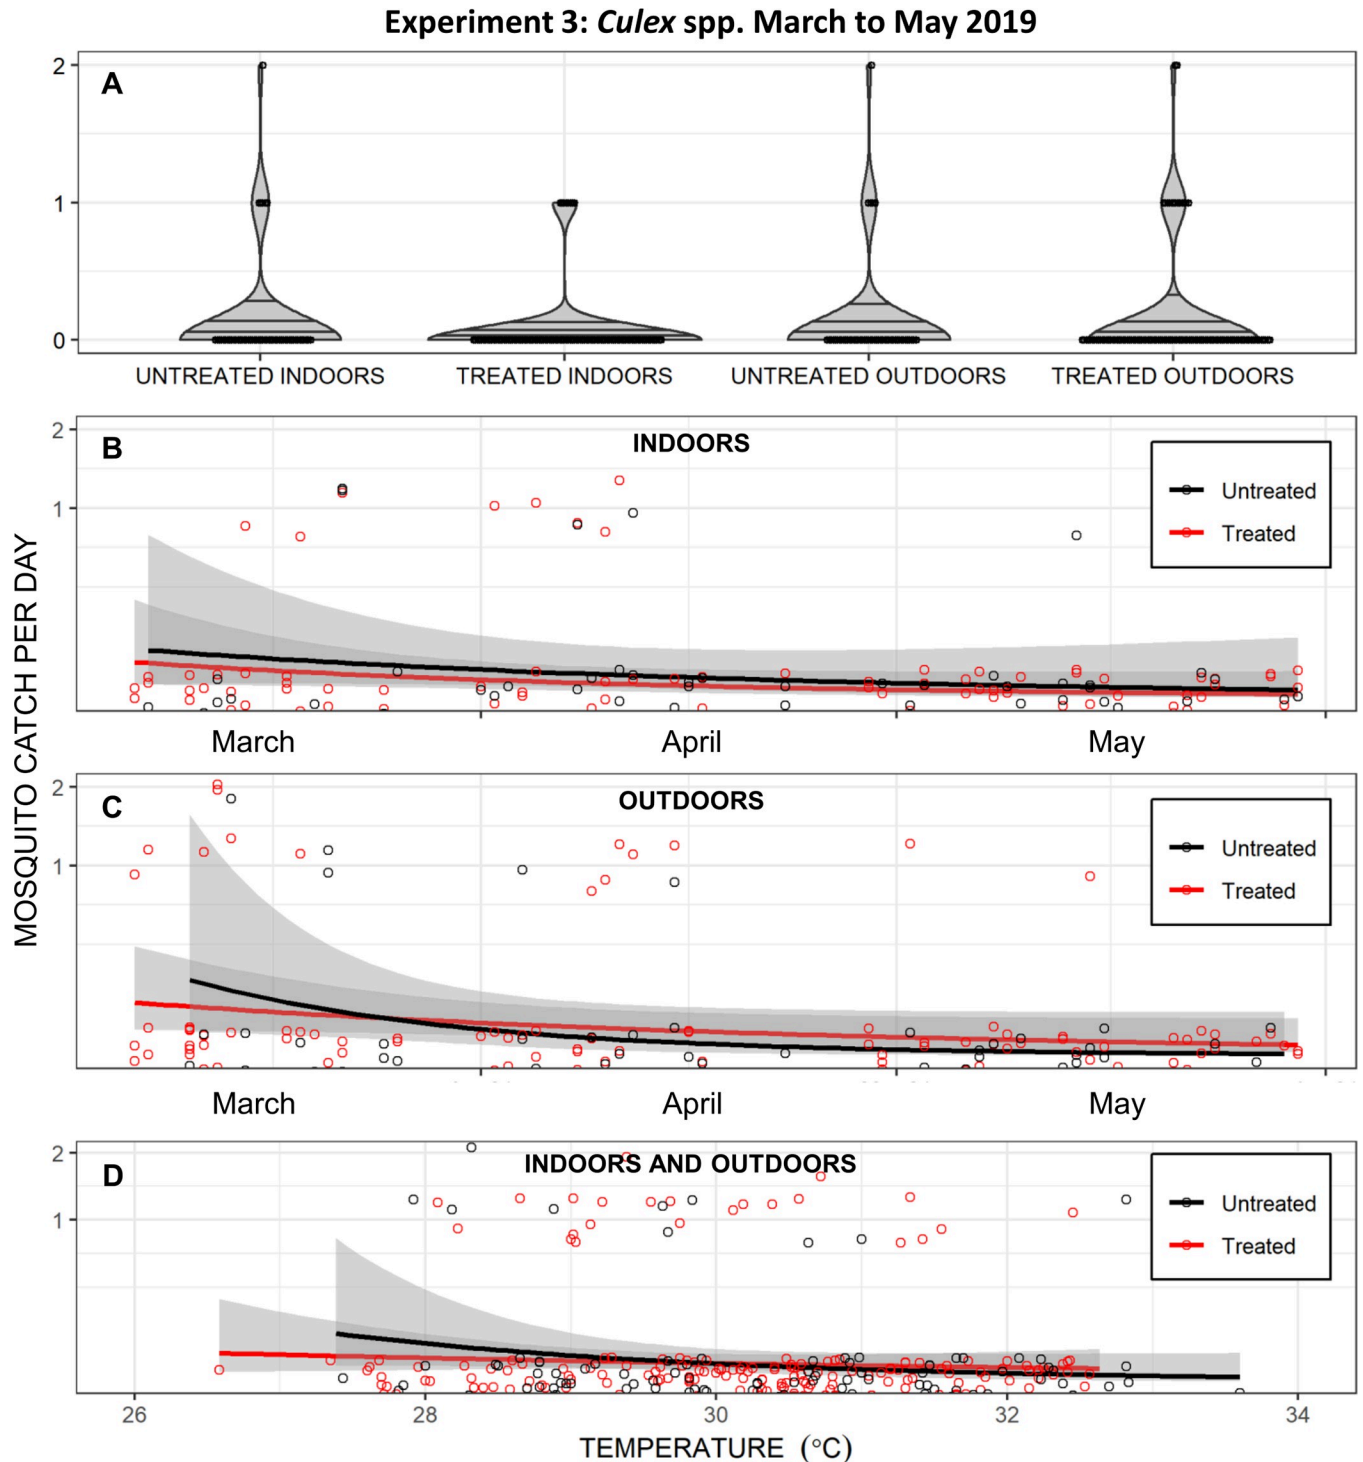 Experiment 3: Culex spp. March to May 2019
MOSQUITO CATCH PER DAY
A
2
1
0
UNTREATED INDOORS TREATED INDOORS UNTREATED OUTDOORS TREATED OUTDOORS
B
INDOORS
2
1
Untreated
Treated
March April May
C
OUTDOORS
2
1
Untreated
Treated
March April May
D
INDOORS AND OUTDOORS
2
1
Untreated
Treated
26 28 30 32 34
TEMPERATURE (°C)